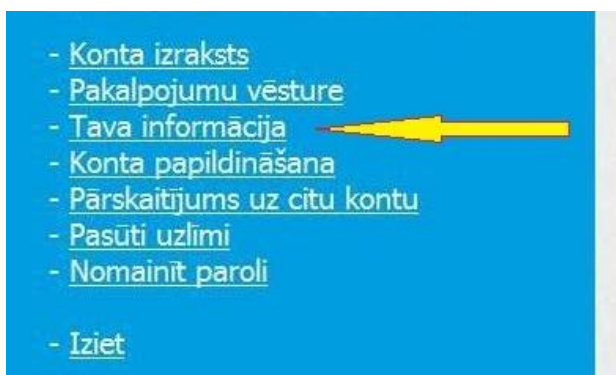 - Konta izraksts
- Pakalpojumu vēsture
- Tava informācija
- Konta papildināšana
- Pārskaitījums uz citu kontu
- Pasūti uzlīmi
- Nomainīt paroli
- Iziet